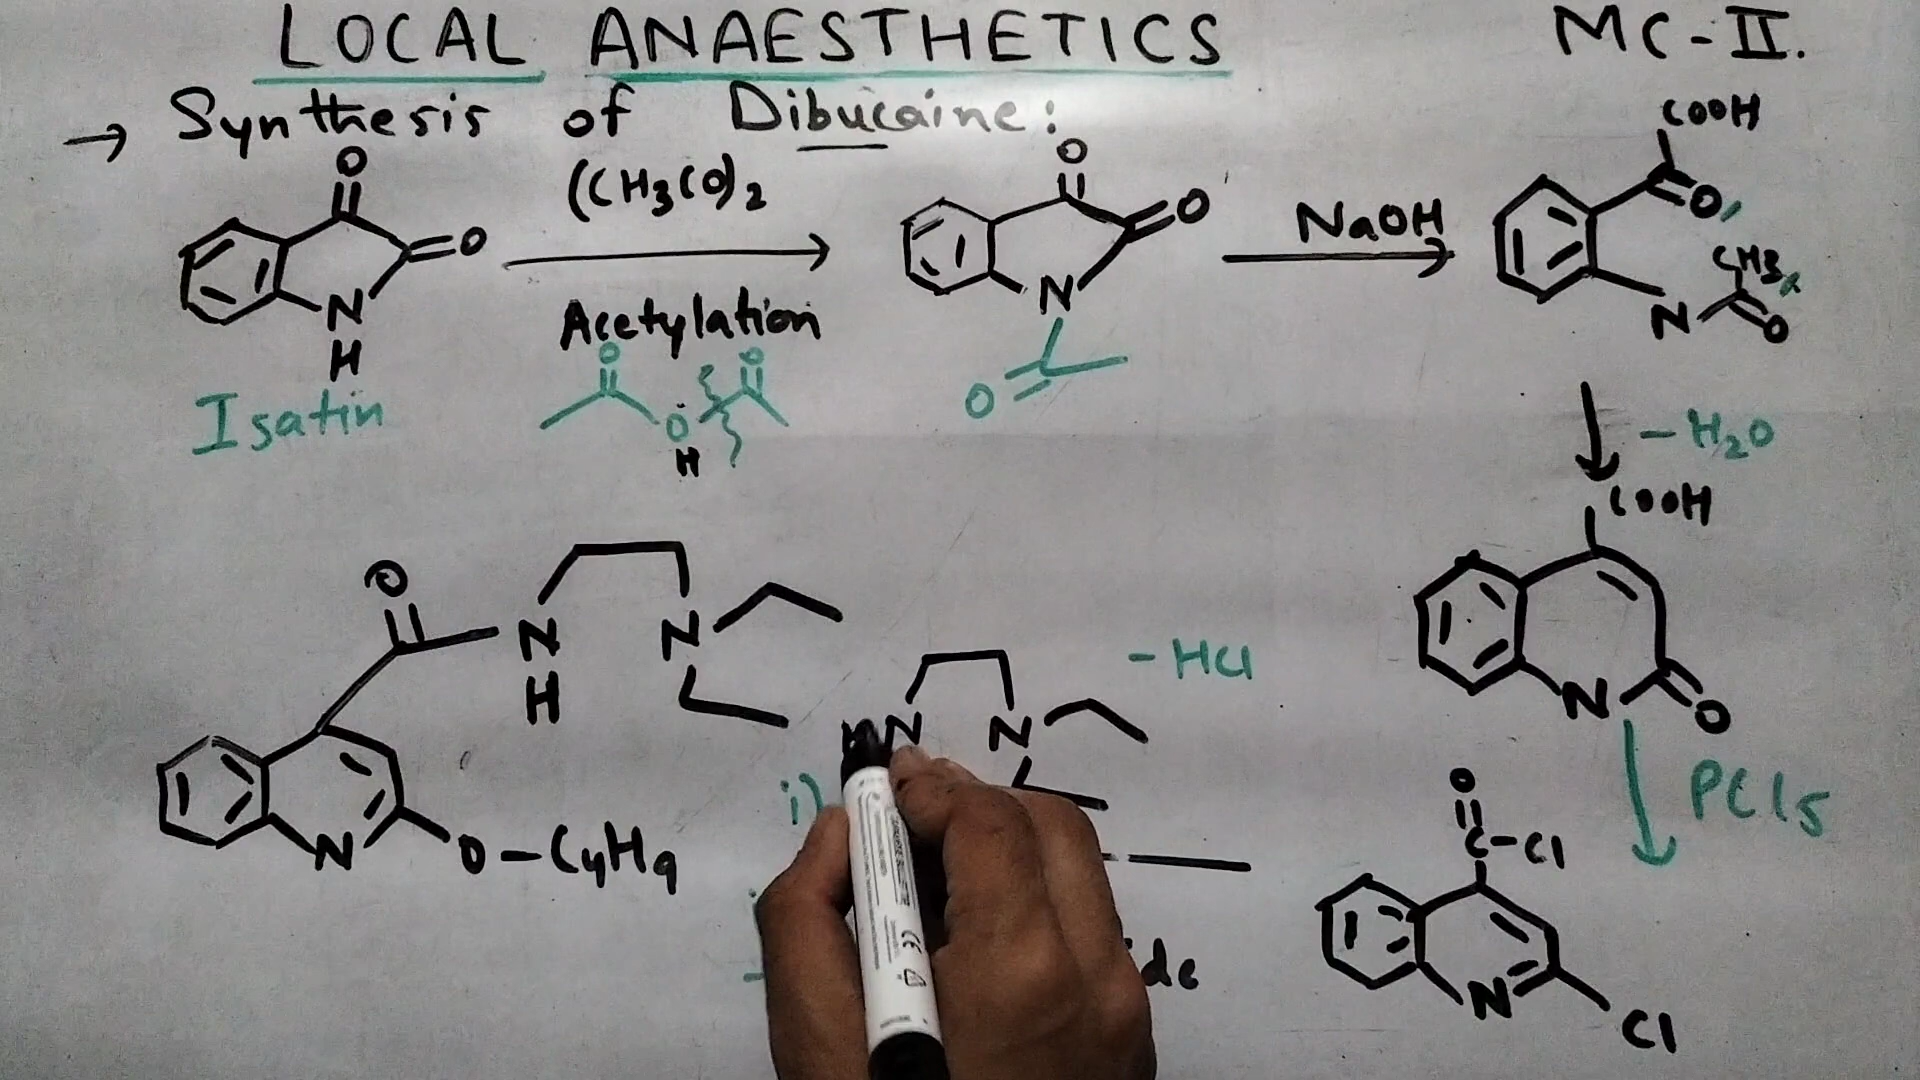 LOCAL ANAESTHETICS
MC-II.
→ Synthesis of Dibucaine:
O
O
N
H
Isatin
(CH3CO)2
Acetylation
O
O
O
H
O
O
N
O
NaOH
COOH
O
CH3
N
O
-H2O
COOH
N
O
PCl5
O
C-Cl
N
Cl
-HCl
N
N
i)
O
N
H
N
N
O-C4H9
CE